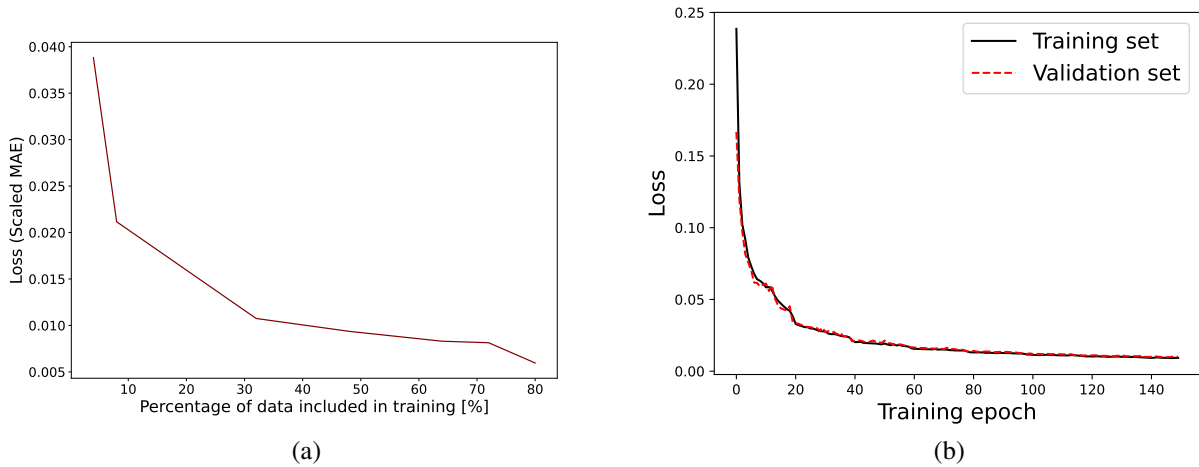 0.040
0.035
0.030
0.025
0.020
0.015
0.010
0.005
Loss (Scaled MAE)
10 20 30 40 50 60 70 80
Percentage of data included in training [%]
(a)
0.25
0.20
0.15
0.10
0.05
0.00
Loss
Training set
Validation set
0 20 40 60 80 100 120 140
Training epoch
(b)